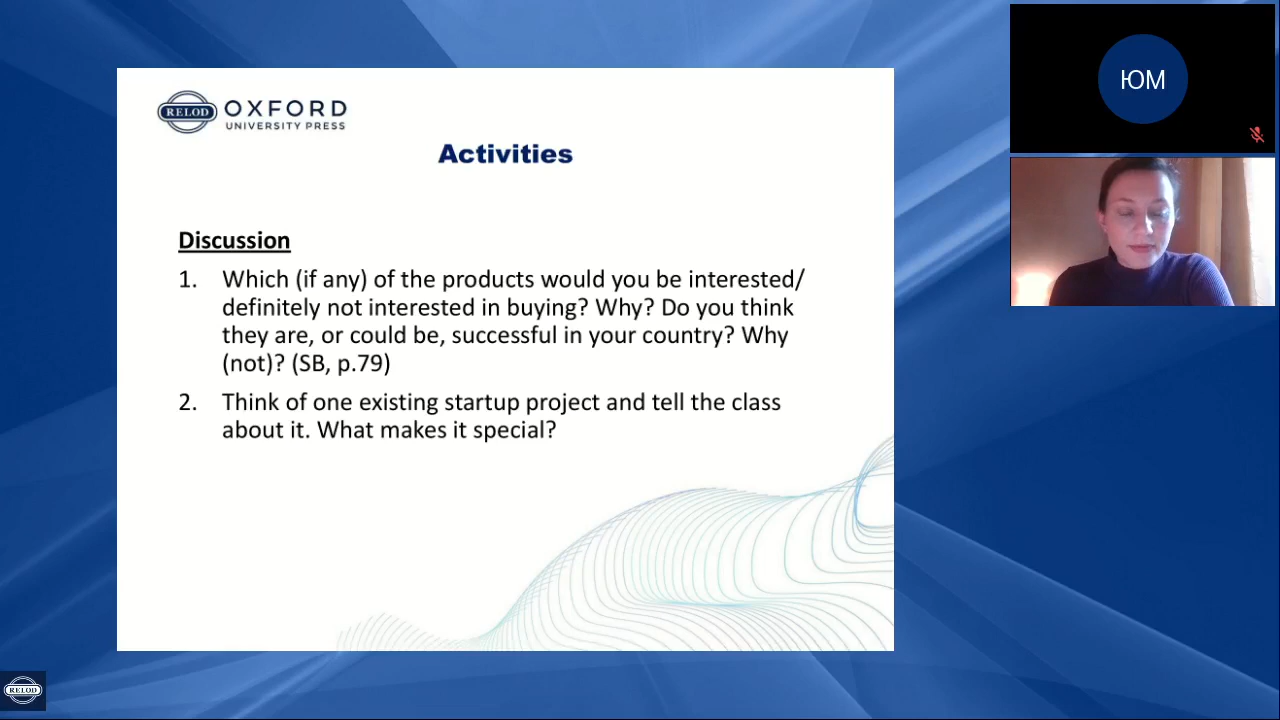 RELOD
OXFORD
UNIVERSITY PRESS
Activities
Discussion
1. Which (if any) of the products would you be interested/
definitely not interested in buying? Why? Do you think
they are, or could be, successful in your country? Why
(not)? (SB, p.79)
2. Think of one existing startup project and tell the class
about it. What makes it special?
ЮМ
RELOD